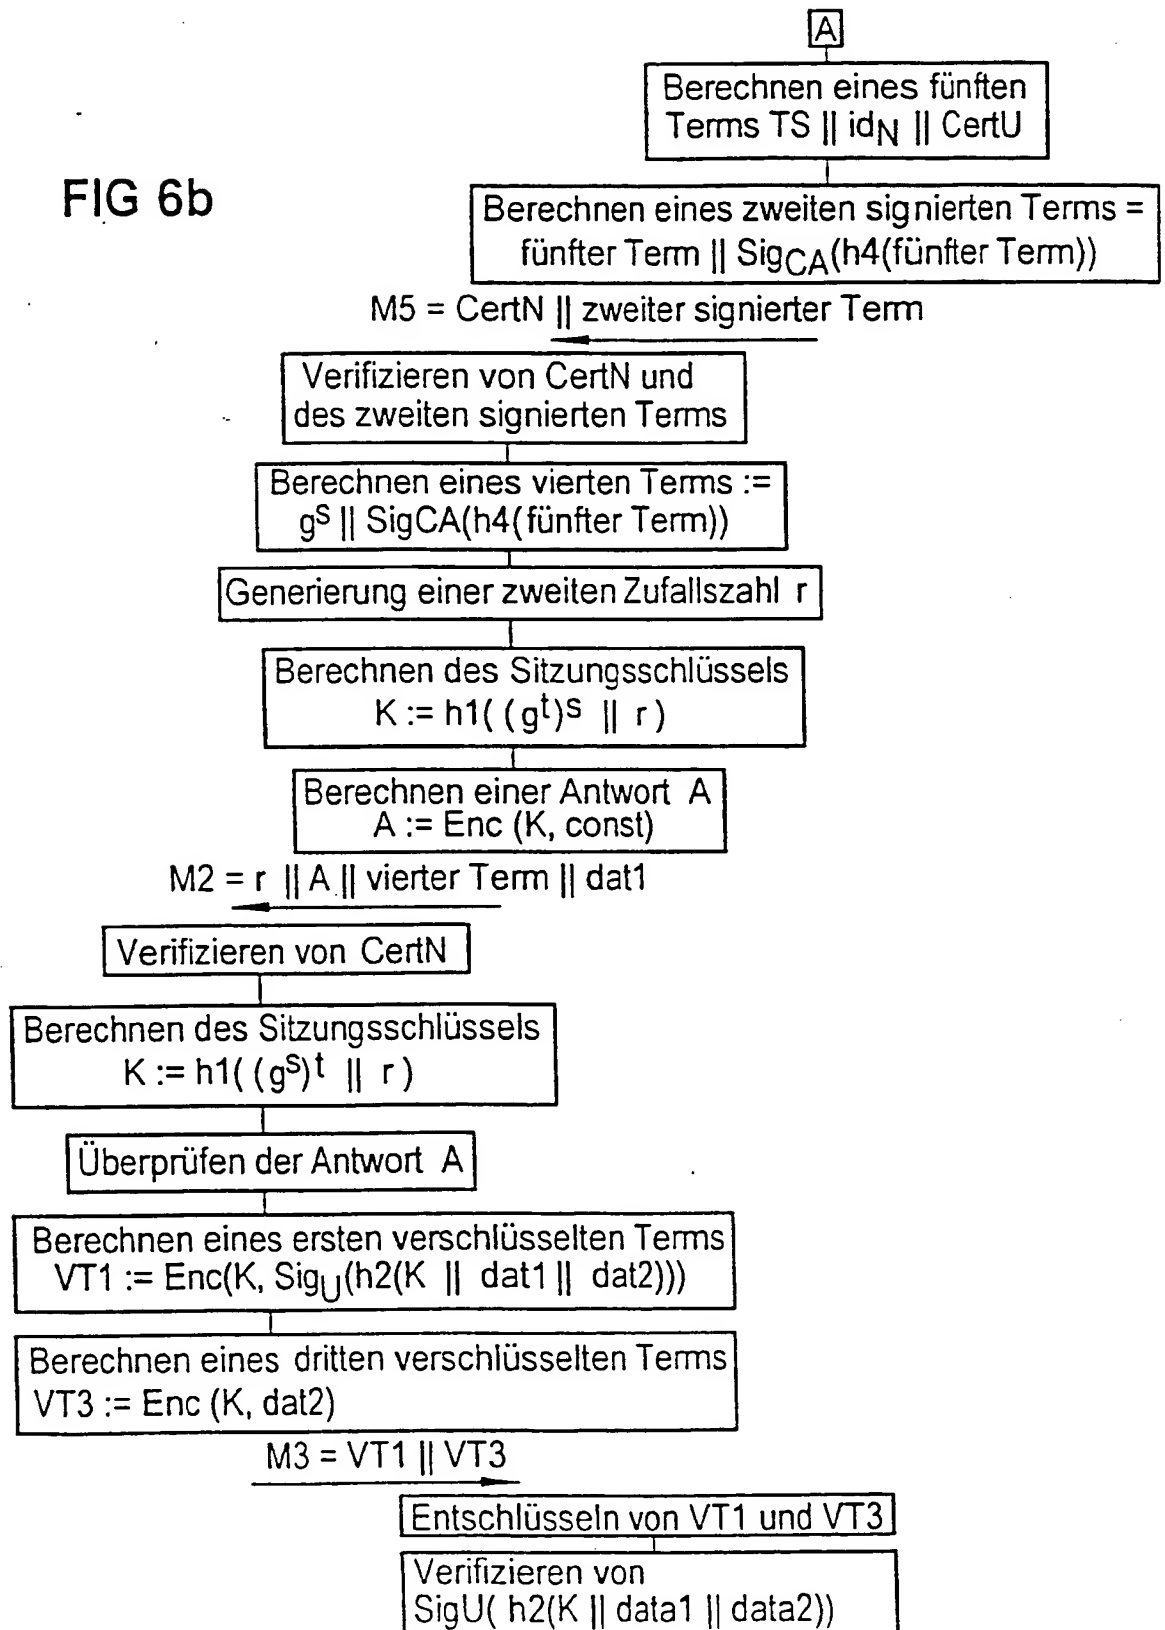 A
Berechnen eines fünften
Terms TS || idN || CertU
FIG 6b
Berechnen eines zweiten signierten Terms =
fünfter Term || SigCA(h4(fünfter Term))
M5 = CertN || zweiter signierter Term
Verifizieren von CertN und
des zweiten signierten Terms
Berechnen eines vierten Terms :=
gs || SigCA(h4(fünfter Term))
Generierung einer zweiten Zufallszahl r
Berechnen des Sitzungsschlüssels
K := h1( (gt)s || r )
Berechnen einer Antwort A
A := Enc (K, const)
M2 = r || A || vierter Term || dat1
Verifizieren von CertN
Berechnen des Sitzungsschlüssels
K := h1( (gs)t || r )
Überprüfen der Antwort A
Berechnen eines ersten verschlüsselten Terms
VT1 := Enc(K, SigU(h2(K || dat1 || dat2)))
Berechnen eines dritten verschlüsselten Terms
VT3 := Enc (K, dat2)
M3 = VT1 || VT3
Entschlüsseln von VT1 und VT3
Verifizieren von
SigU( h2(K || data1 || data2))